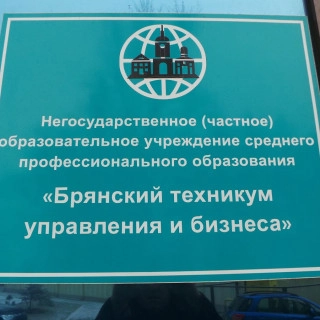 Негосударственное (частное)
образовательное учреждение среднего
профессионального образования
«Брянский техникум
управления и бизнеса»